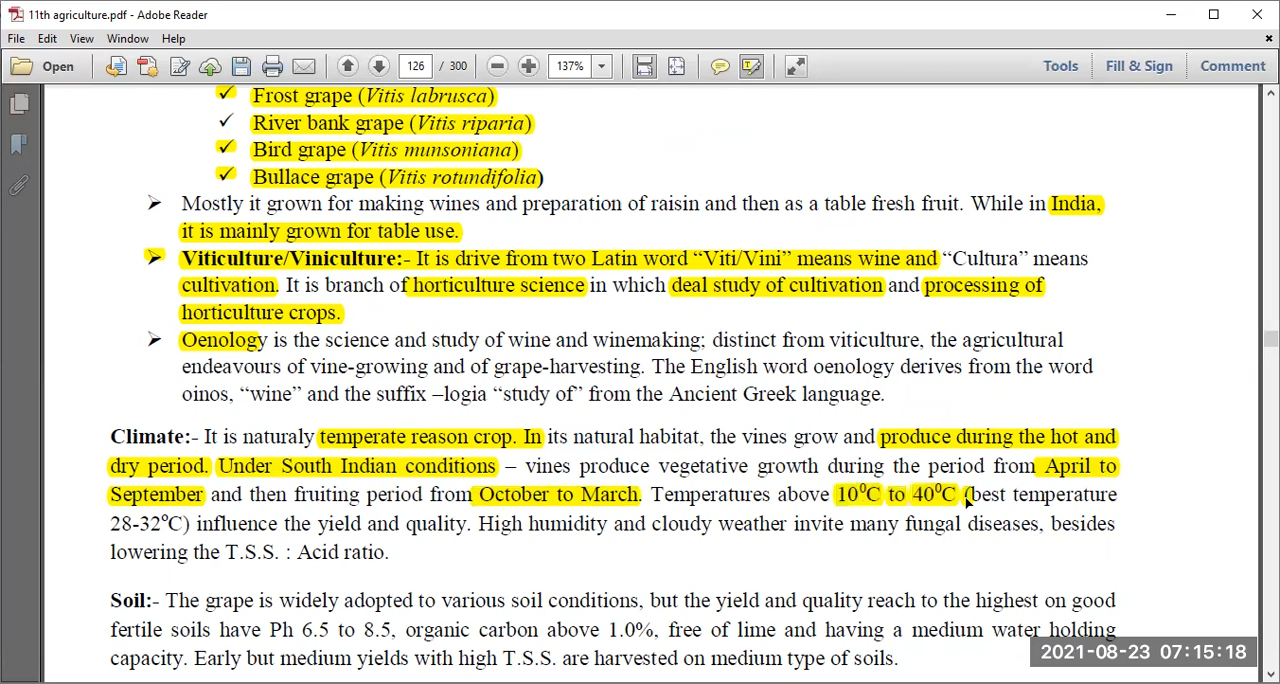 11th agriculture.pdf - Adobe Reader
File Edit View Window Help
Open 126 / 300 137% Tools Fill & Sign Comment
Frost grape (Vitis labrusca)
River bank grape (Vitis riparia)
Bird grape (Vitis munsoniana)
Bullace grape (Vitis rotundifolia)
Mostly it grown for making wines and preparation of raisin and then as a table fresh fruit. While in India,
it is mainly grown for table use.
Viticulture/Viniculture:- It is drive from two Latin word “Viti/Vini” means wine and “Cultura” means
cultivation. It is branch of horticulture science in which deal study of cultivation and processing of
horticulture crops.
Oenology is the science and study of wine and winemaking; distinct from viticulture, the agricultural
endeavours of vine-growing and of grape-harvesting. The English word oenology derives from the word
oinos, “wine” and the suffix –logia “study of” from the Ancient Greek language.
Climate:- It is naturaly temperate reason crop. In its natural habitat, the vines grow and produce during the hot and
dry period. Under South Indian conditions – vines produce vegetative growth during the period from April to
September and then fruiting period from October to March. Temperatures above 10⁰C to 40⁰C (best temperature
28-32⁰C) influence the yield and quality. High humidity and cloudy weather invite many fungal diseases, besides
lowering the T.S.S. : Acid ratio.
Soil:- The grape is widely adopted to various soil conditions, but the yield and quality reach to the highest on good
fertile soils have Ph 6.5 to 8.5, organic carbon above 1.0%, free of lime and having a medium water holding
capacity. Early but medium yields with high T.S.S. are harvested on medium type of soils.
2021-08-23 07:15:18